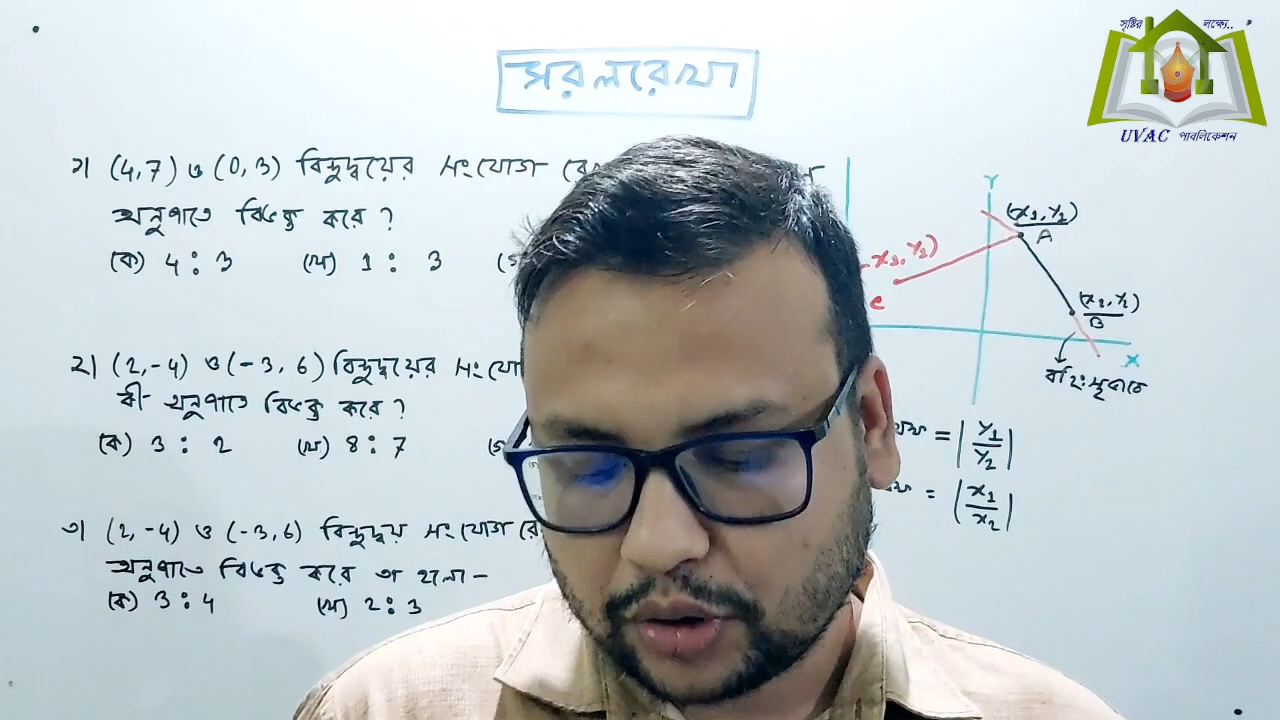 সৃষ্টির লক্ষ্যে..
UVAC পাবলিকেশন
সরলরেখা
১। (4,7) ও (0,3) বিন্দুদ্বয়ের সংযোগ
অনুপাতে বিভক্ত করে ?
(ক) 4 : 3 (খ) 1 : 3
২। (2,-4) ও (-3, 6) বিন্দুদ্বয়ের
কী অনুপাতে বিভক্ত করে ?
(ক) 3 : 2 (খ) 8 : 7
৩। (2,-4) ও (-3,6) বিন্দুদ্বয় সংযোগ
অনুপাতে বিভক্ত করে তা হলো -
(ক) 3 : 4 (খ) 2 : 3
Y
(x₁, y₁)
A
C
(x₂, y₂)
B
X
বহিঃস্থভাবে
= |y₁/y₂|
= |x₁/x₂|